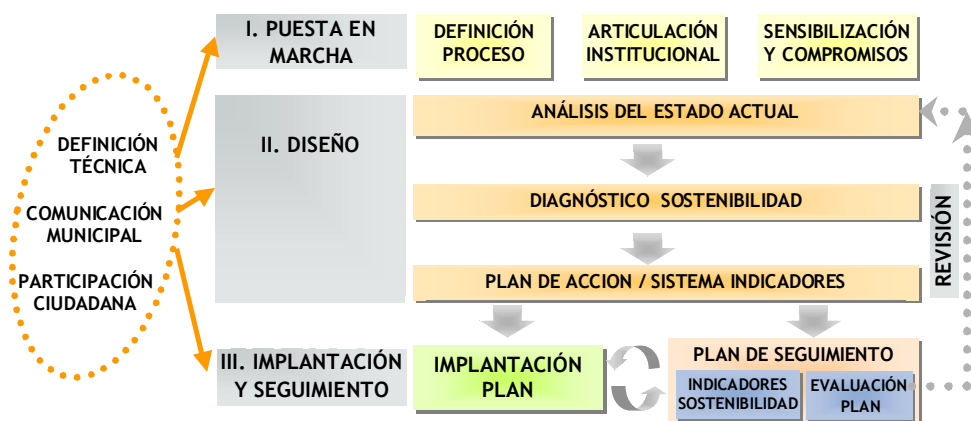 I. PUESTA EN
MARCHA
DEFINICIÓN
PROCESO
ARTICULACIÓN
INSTITUCIONAL
SENSIBILIZACIÓN
Y COMPROMISOS
DEFINICIÓN
TÉCNICA
COMUNICACIÓN
MUNICIPAL
PARTICIPACIÓN
CIUDADANA
II. DISEÑO
ANÁLISIS DEL ESTADO ACTUAL
DIAGNÓSTICO SOSTENIBILIDAD
PLAN DE ACCION / SISTEMA INDICADORES
REVISIÓN
III. IMPLANTACIÓN
Y SEGUIMIENTO
IMPLANTACIÓN
PLAN
PLAN DE SEGUIMIENTO
INDICADORES
SOSTENIBILIDAD
EVALUACIÓN
PLAN